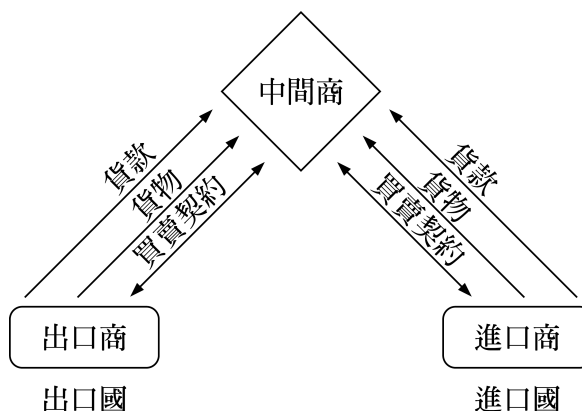 中間商
貨款
貨物
買賣契約
貨款
貨物
買賣契約
出口商
進口商
出口國
進口國